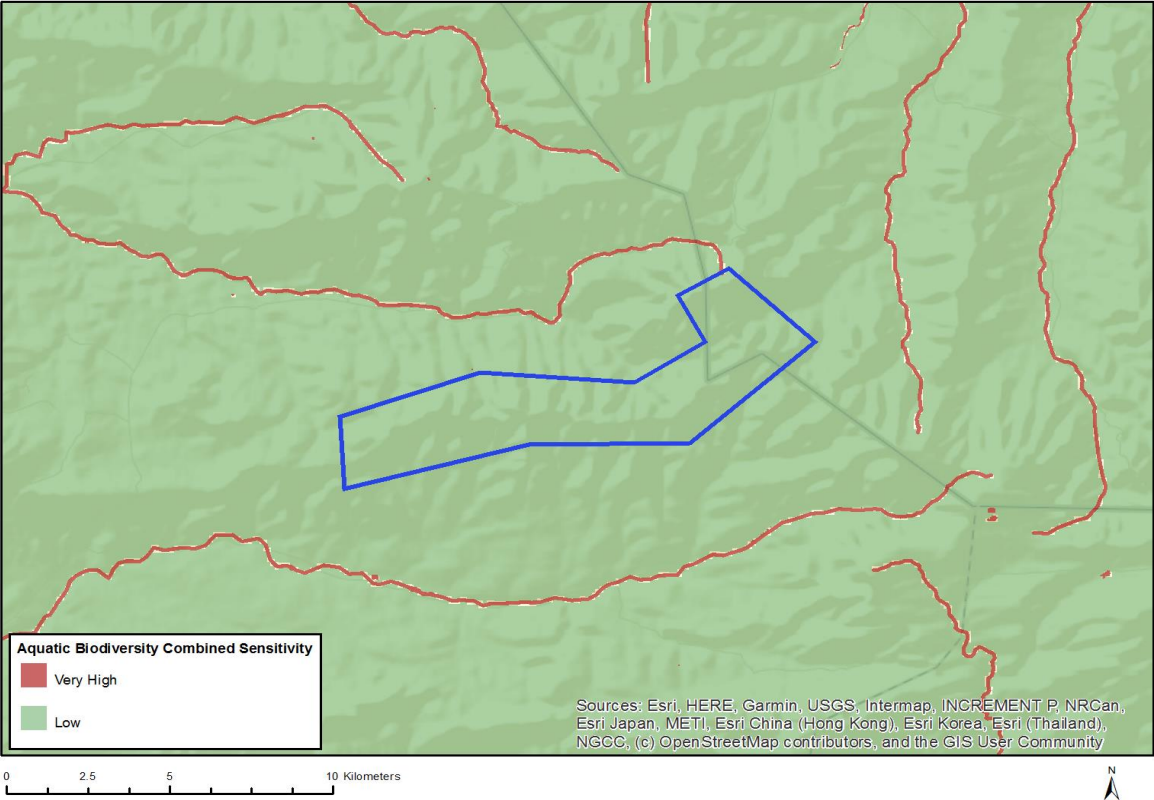 Aquatic Biodiversity Combined Sensitivity
Very High
Low
Sources: Esri, HERE, Garmin, USGS, Intermap, INCREMENT P, NRCan,
Esri Japan, METI, Esri China (Hong Kong), Esri Korea, Esri (Thailand),
NGCC, (c) OpenStreetMap contributors, and the GIS User Community
0 2.5 5 10 Kilometers
N